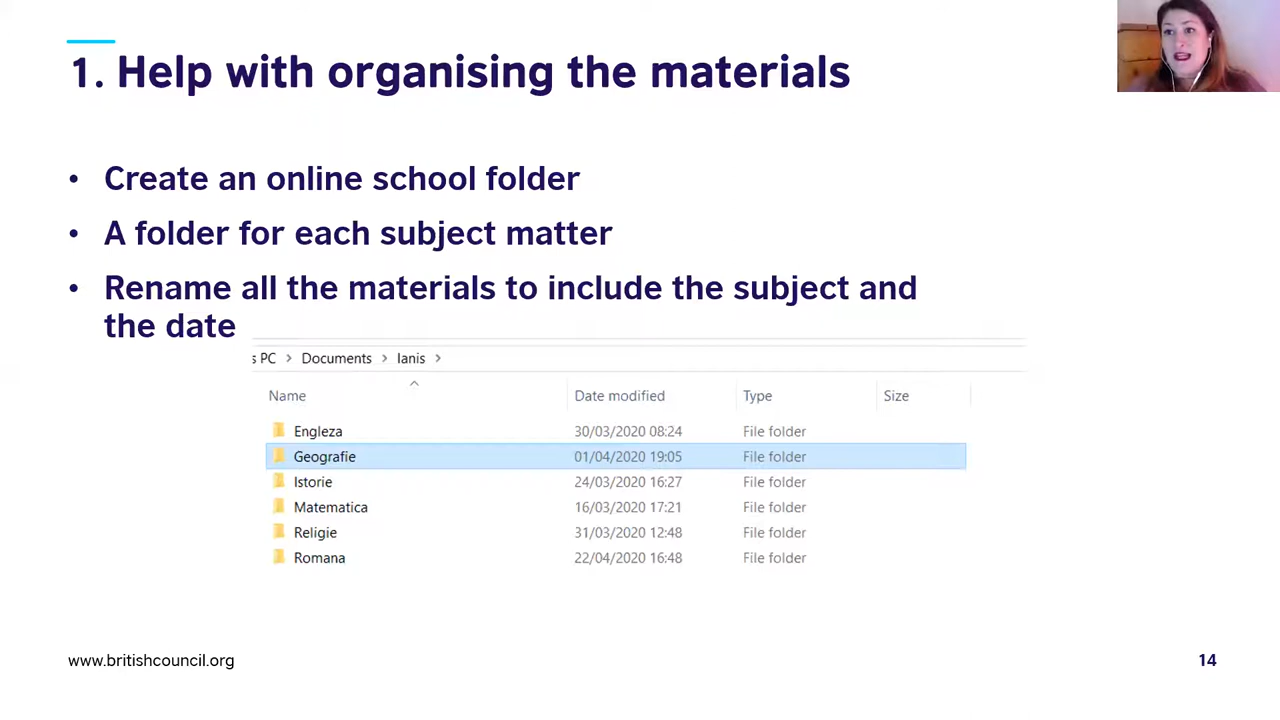 1. Help with organising the materials
• Create an online school folder
• A folder for each subject matter
• Rename all the materials to include the subject and
the date
s PC > Documents > Ianis >
Name Date modified Type Size
Engleza 30/03/2020 08:24 File folder
Geografie 01/04/2020 19:05 File folder
Istorie 24/03/2020 16:27 File folder
Matematica 16/03/2020 17:21 File folder
Religie 31/03/2020 12:48 File folder
Romana 22/04/2020 16:48 File folder
www.britishcouncil.org 14